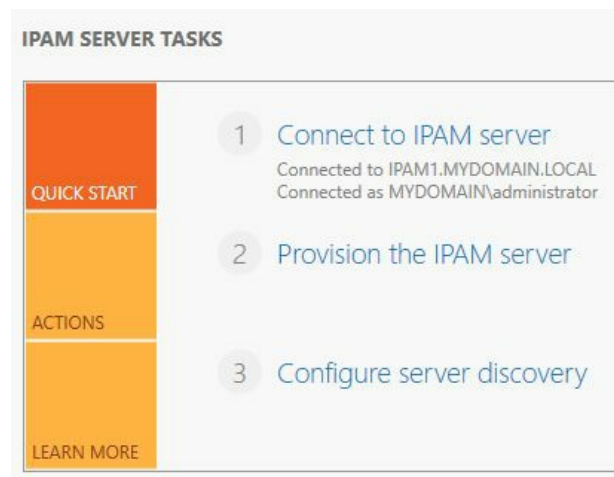 IPAM SERVER TASKS
QUICK START
1 Connect to IPAM server
Connected to IPAM1.MYDOMAIN.LOCAL
Connected as MYDOMAIN\administrator
2 Provision the IPAM server
ACTIONS
3 Configure server discovery
LEARN MORE